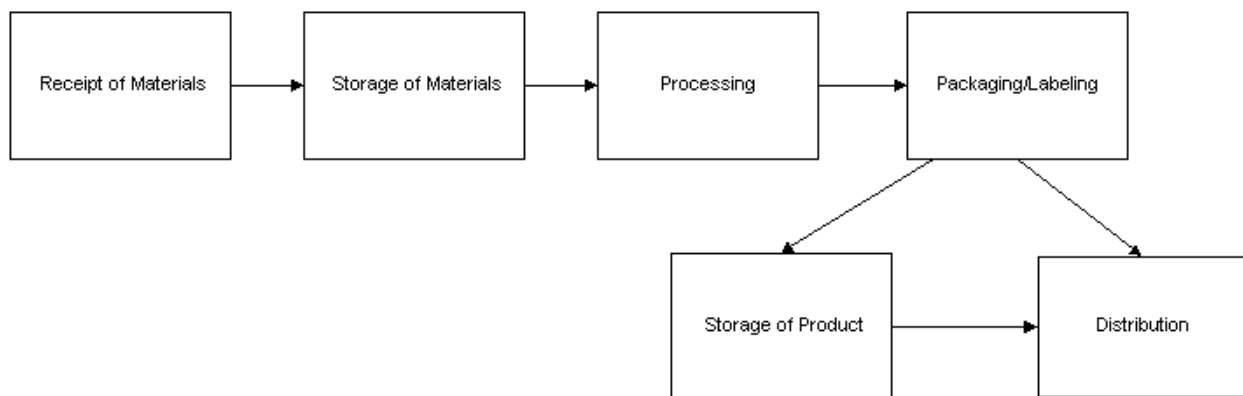 Receipt of Materials
Storage of Materials
Processing
Packaging/Labeling
Storage of Product
Distribution